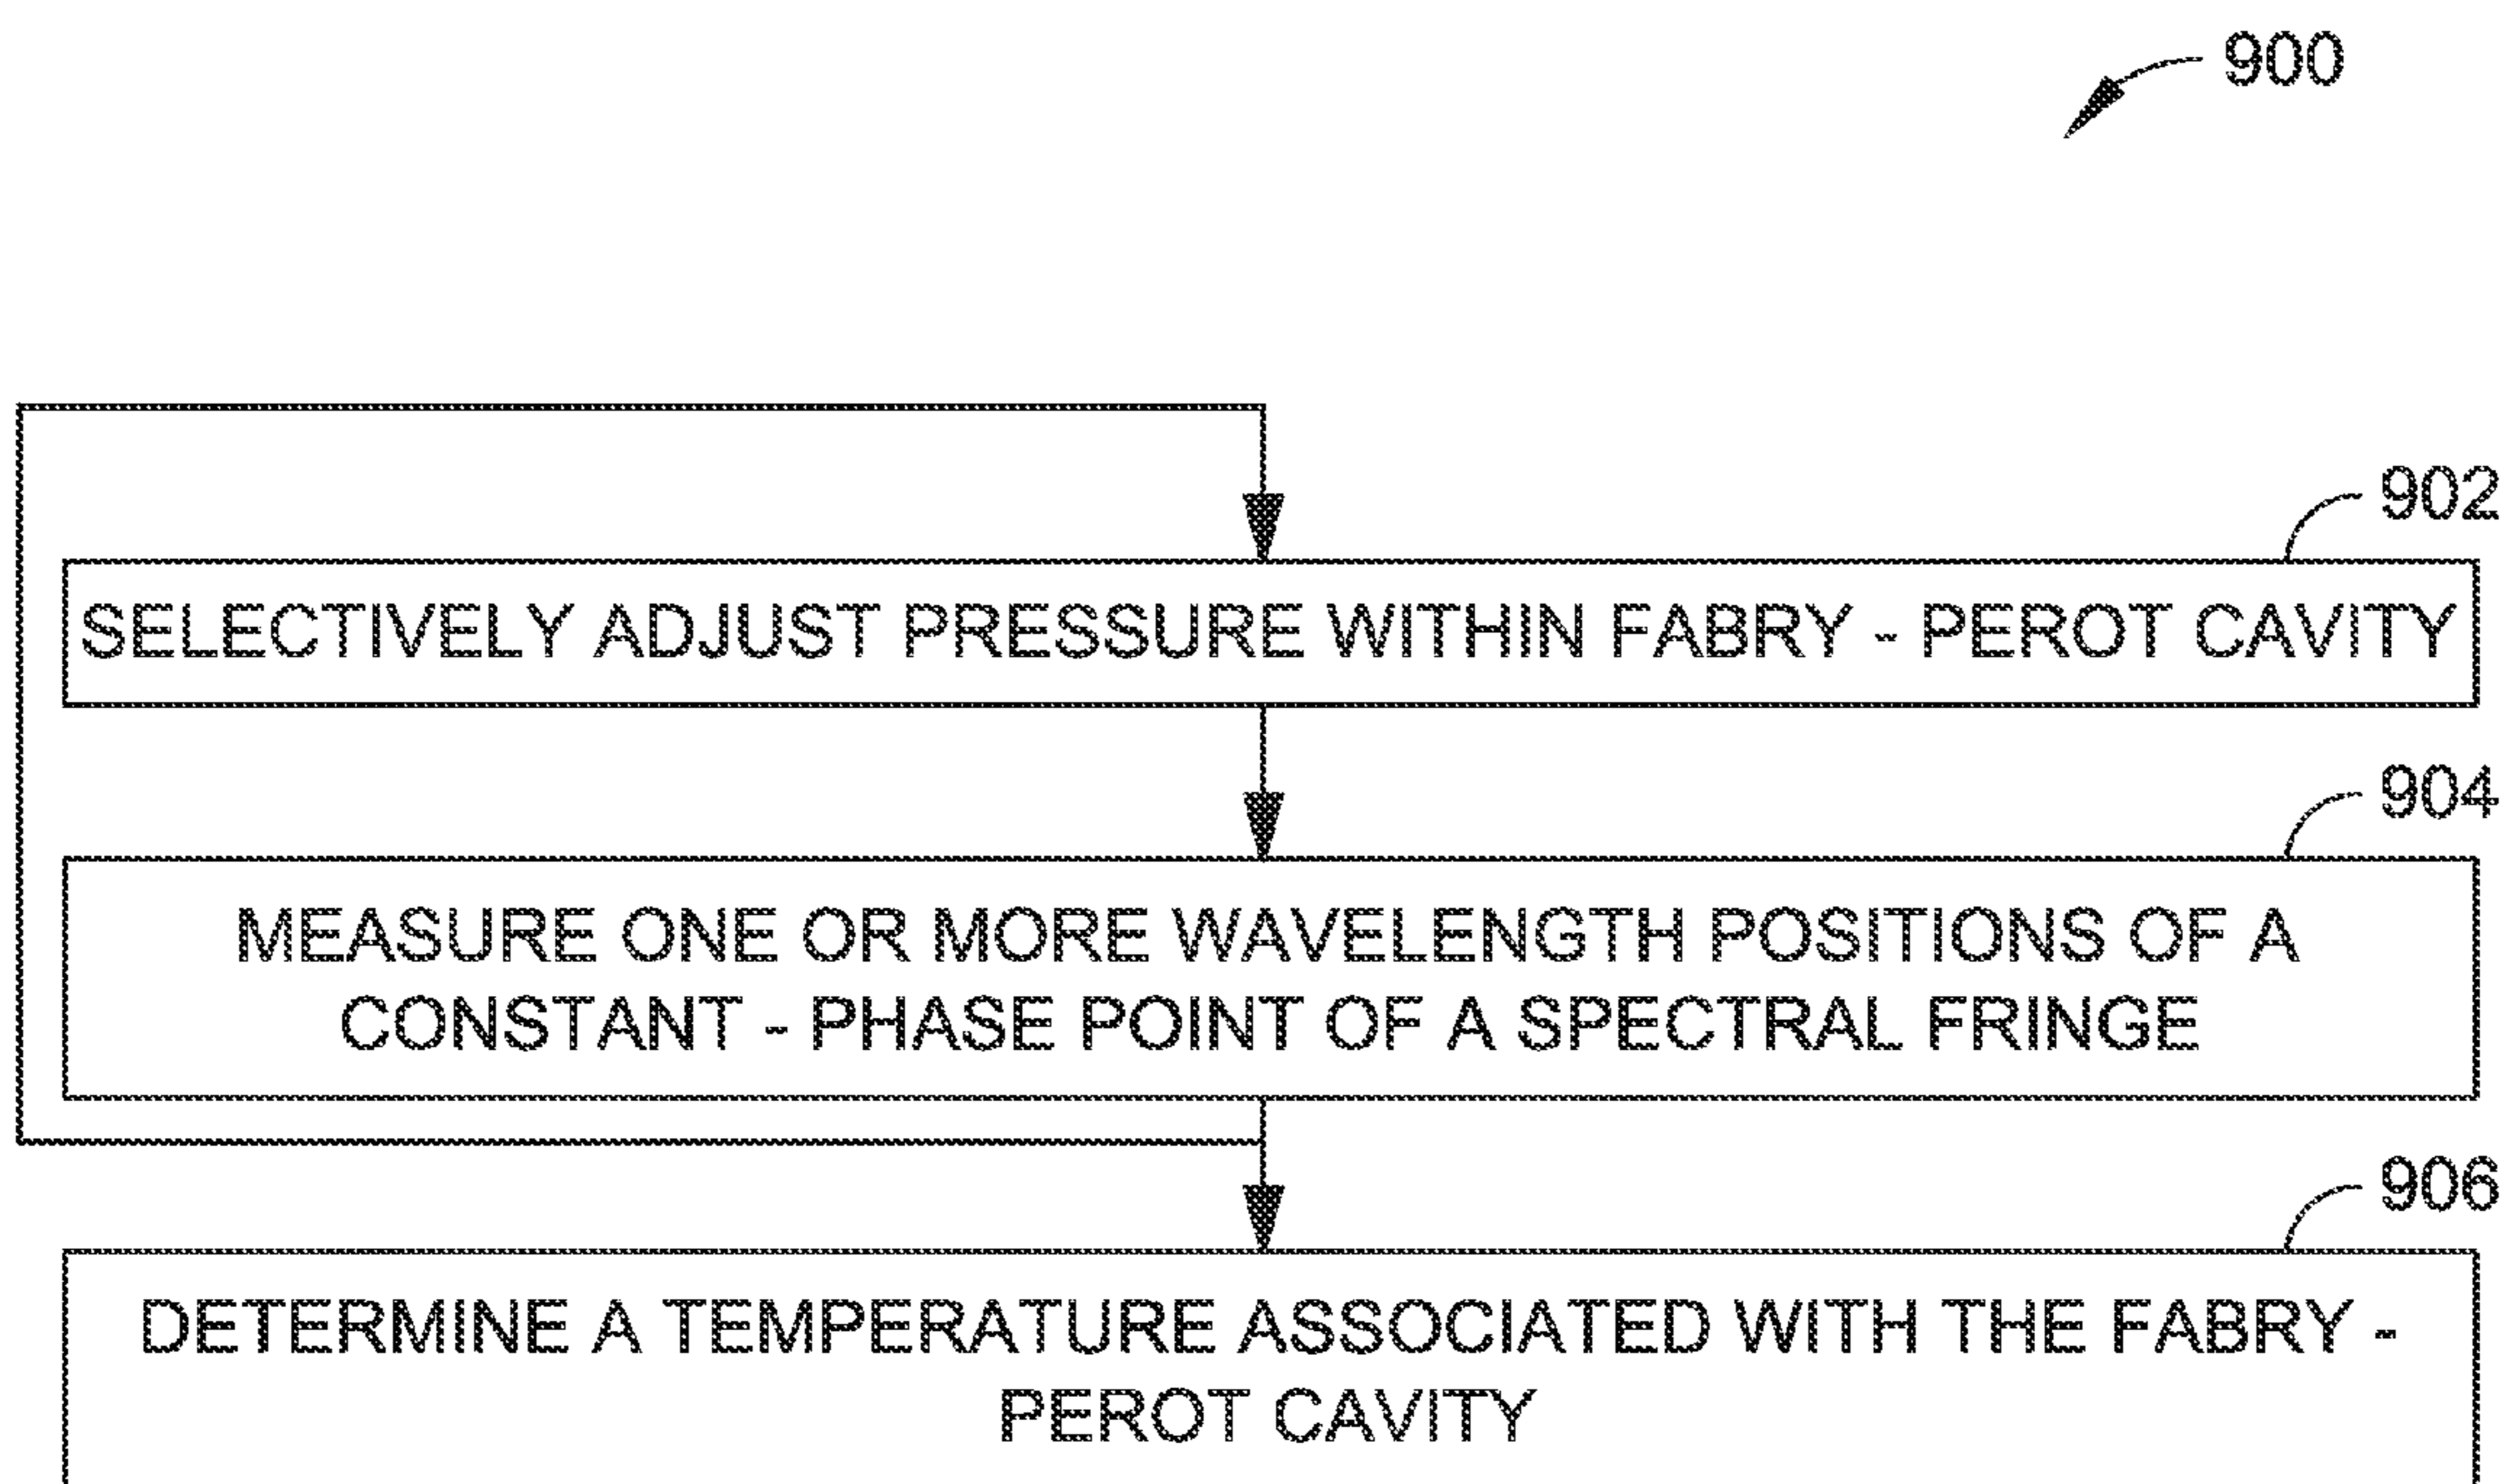 900
902
SELECTIVELY ADJUST PRESSURE WITHIN FABRY - PEROT CAVITY
904
MEASURE ONE OR MORE WAVELENGTH POSITIONS OF A
CONSTANT - PHASE POINT OF A SPECTRAL FRINGE
906
DETERMINE A TEMPERATURE ASSOCIATED WITH THE FABRY -
PEROT CAVITY